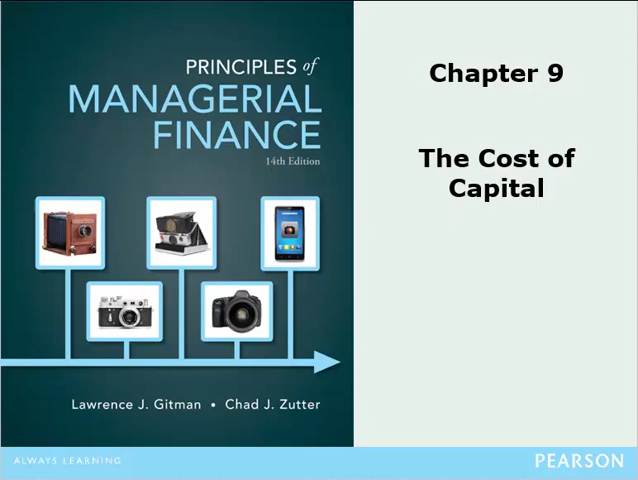 PRINCIPLES of
MANAGERIAL
FINANCE
14th Edition
Lawrence J. Gitman • Chad J. Zutter
Chapter 9
The Cost of
Capital
ALWAYS LEARNING
PEARSON